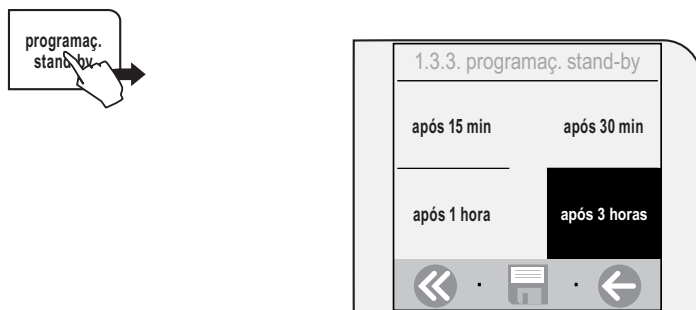 programaç.
stand-by
1.3.3. programaç. stand-by
após 15 min
após 30 min
após 1 hora
após 3 horas